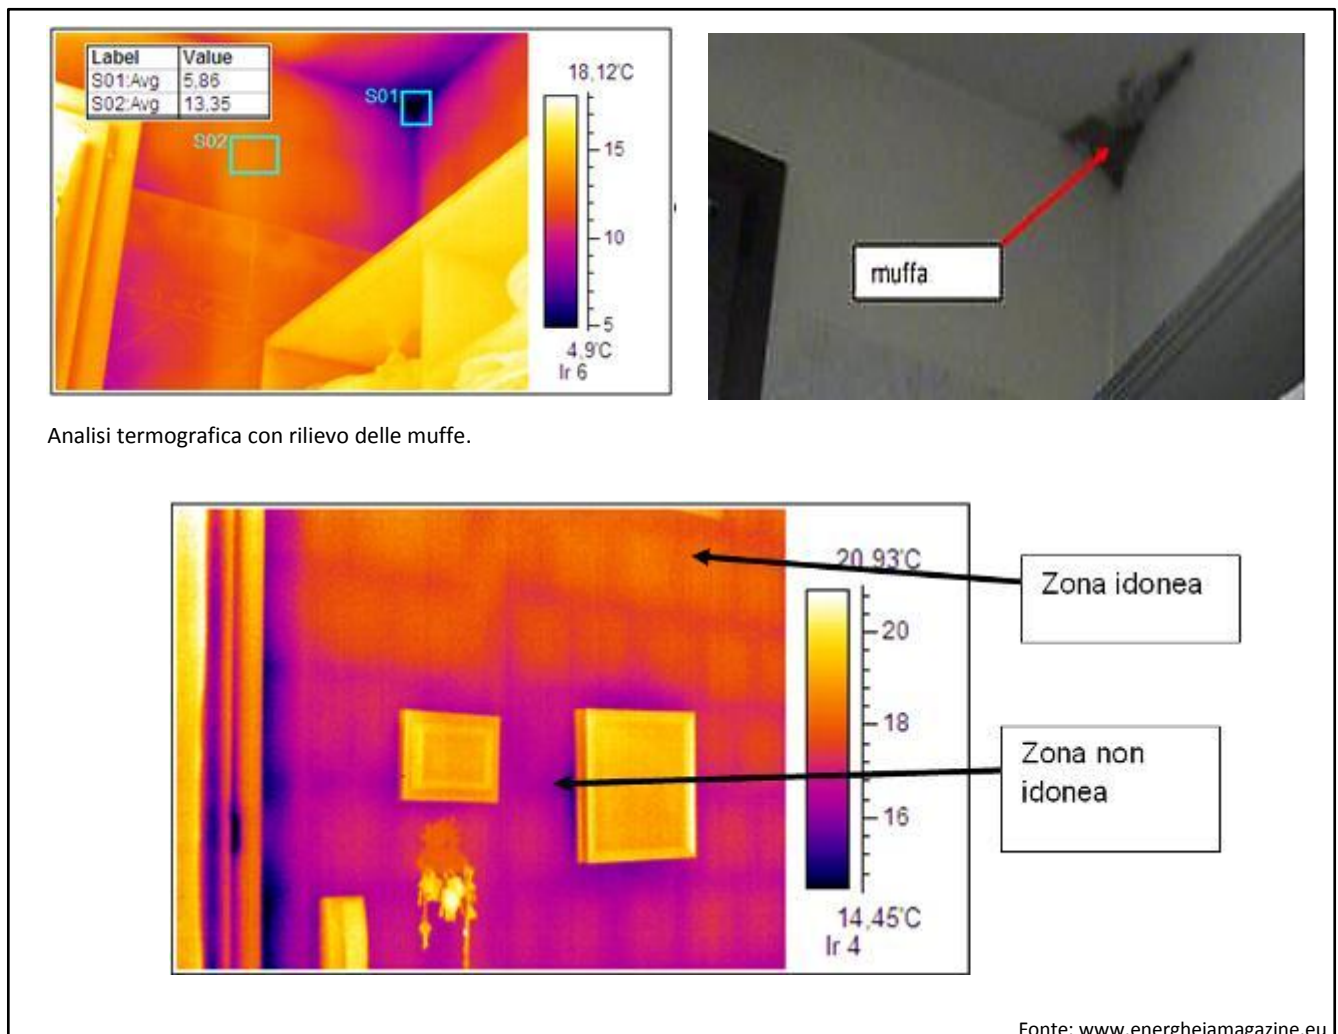 Label Value
S01:Avg 5,86
S02:Avg 13,35
S01
S02
18,12°C
15
10
5
4,9°C
Ir 6
muffa
Analisi termografica con rilievo delle muffe.
20,93°C
20
18
16
14,45°C
Ir 4
Zona idonea
Zona non
idonea
Fonte: www.energheiamagazine.eu